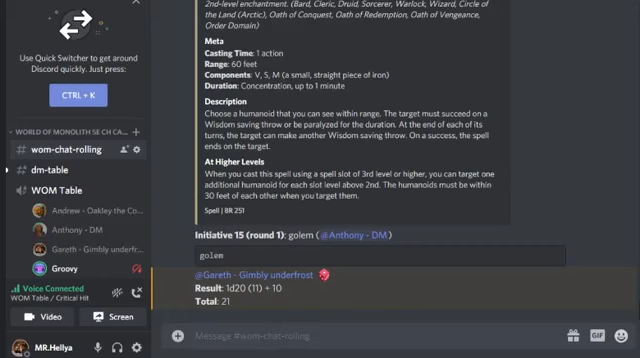 Use Quick Switcher to get around
Discord quickly. Just press:
CTRL + K
WORLD OF MONOLITH SE CH CA...
# wom-chat-rolling
# dm-table
WOM Table
Andrew - Oakley the Co...
Anthony - DM
Gareth - Gimbly underfr...
Groovy
Voice Connected
WOM Table / Critical Hit
Video
Screen
MR.Hellya
2nd-level enchantment. (Bard, Cleric, Druid, Sorcerer, Warlock, Wizard, Circle of
the Land (Arctic), Oath of Conquest, Oath of Redemption, Oath of Vengeance,
Order Domain)
Meta
Casting Time: 1 action
Range: 60 feet
Components: V, S, M (a small, straight piece of iron)
Duration: Concentration, up to 1 minute
Description
Choose a humanoid that you can see within range. The target must succeed on a
Wisdom saving throw or be paralyzed for the duration. At the end of each of its
turns, the target can make another Wisdom saving throw. On a success, the spell
ends on the target.
At Higher Levels
When you cast this spell using a spell slot of 3rd level or higher, you can target one
additional humanoid for each slot level above 2nd. The humanoids must be within
30 feet of each other when you target them.
Spell | BR 251
Initiative 15 (round 1): golem (@Anthony - DM)
golem
@Gareth - Gimbly underfrost
Result: 1d20 (11) + 10
Total: 21
Message #wom-chat-rolling
GIF